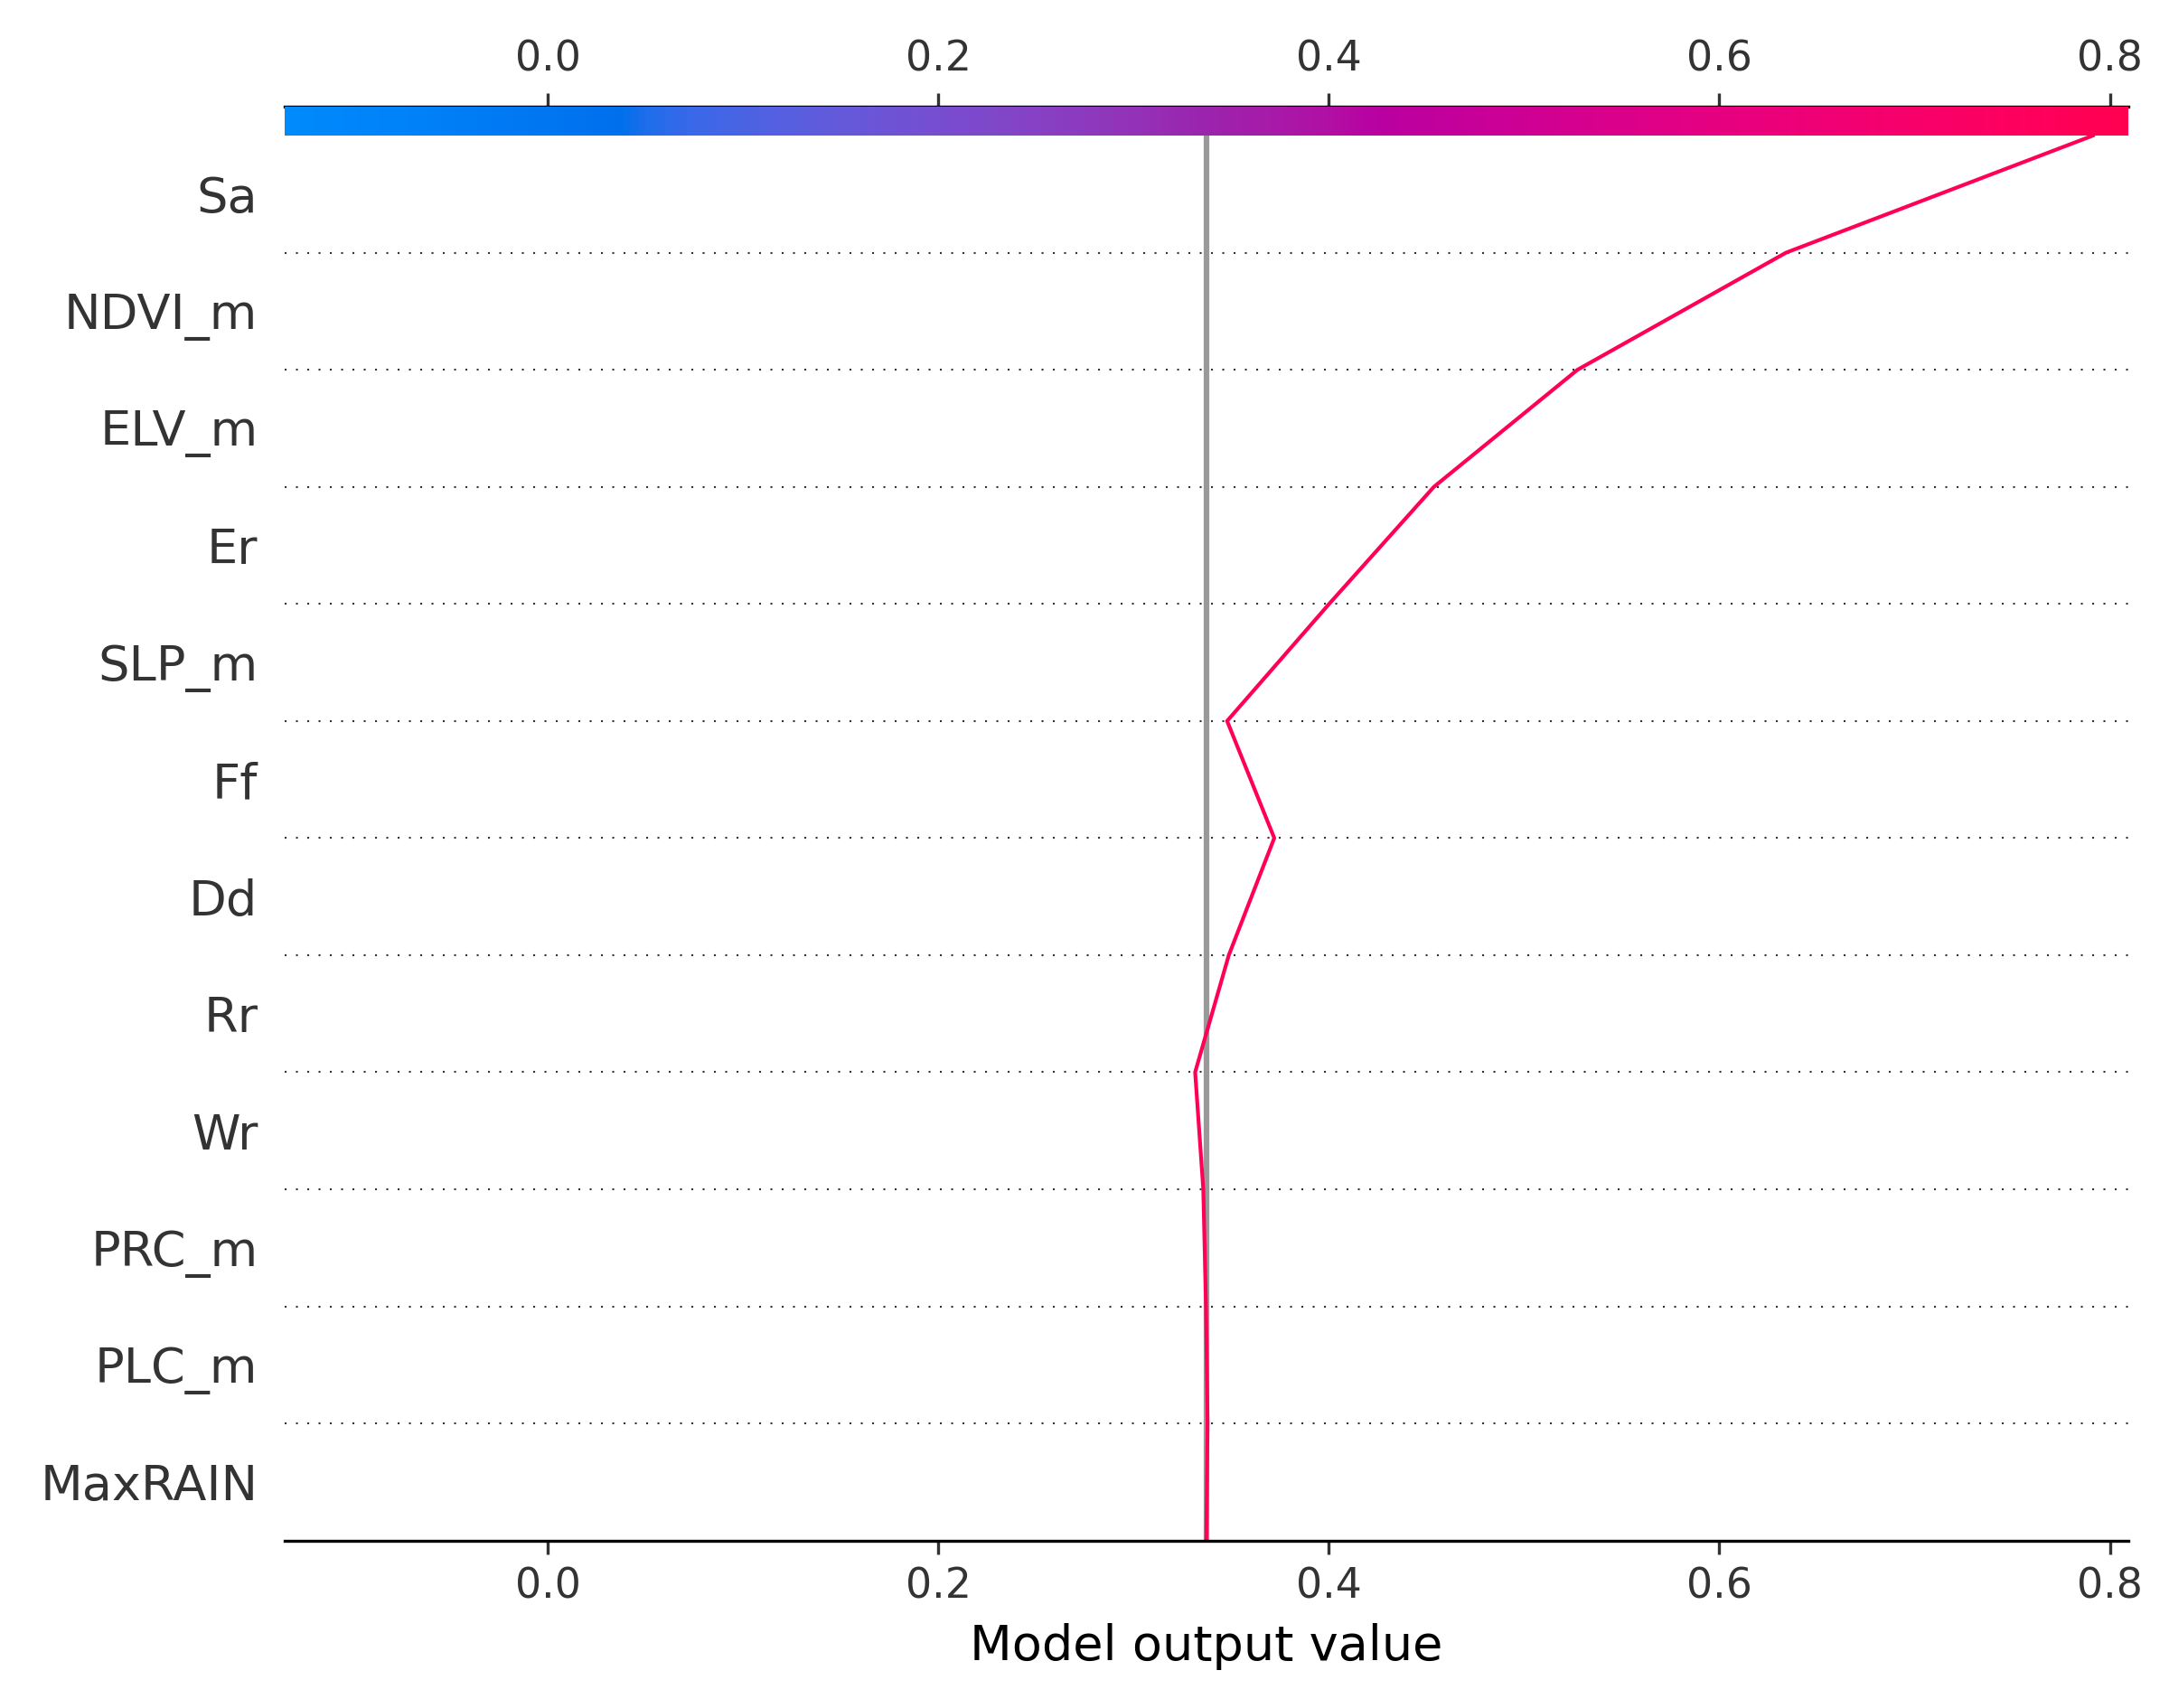 0.0 0.2 0.4 0.6 0.8
Sa
NDVI_m
ELV_m
Er
SLP_m
Ff
Dd
Rr
Wr
PRC_m
PLC_m
MaxRAIN
0.0 0.2 0.4 0.6 0.8
Model output value